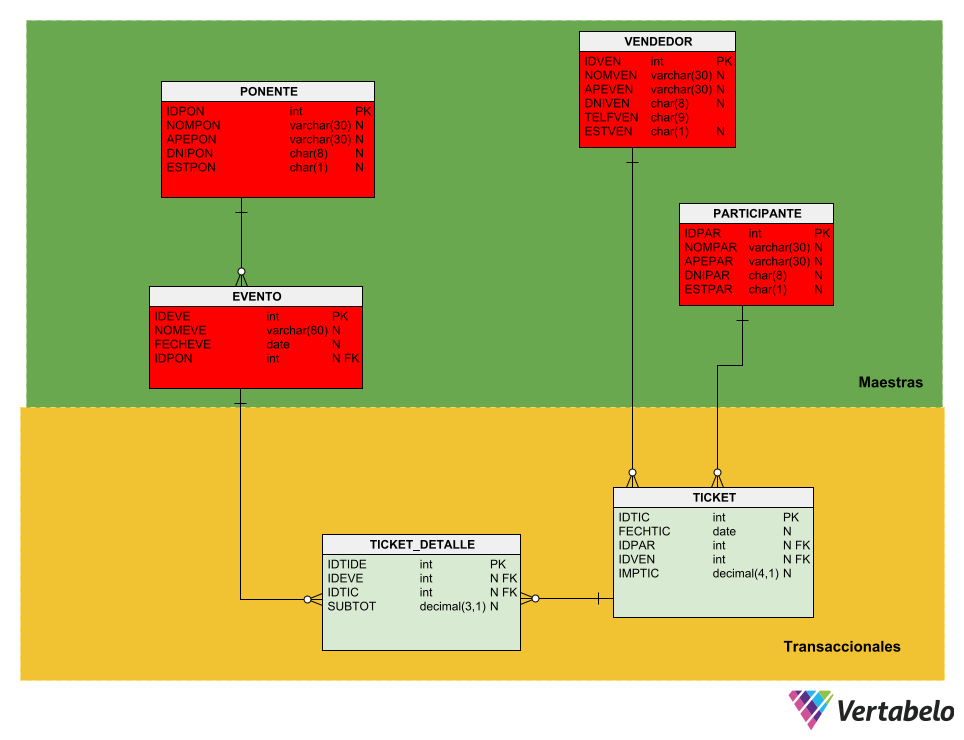 VENDEDOR
IDVEN int PK
NOMVEN varchar(30) N
APEVEN varchar(30) N
DNIVEN char(8) N
TELFVEN char(9)
ESTVEN char(1) N
PONENTE
IDPON int PK
NOMPON varchar(30) N
APEPON varchar(30) N
DNIPON char(8) N
ESTPON char(1) N
PARTICIPANTE
IDPAR int PK
NOMPAR varchar(30) N
APEPAR varchar(30) N
DNIPAR char(8) N
ESTPAR char(1) N
EVENTO
IDEVE int PK
NOMEVE varchar(80) N
FECHEVE date N
IDPON int N FK
Maestras
TICKET
IDTIC int PK
FECHTIC date N
IDPAR int N FK
IDVEN int N FK
IMPTIC decimal(4,1) N
TICKET_DETALLE
IDTIDE int PK
IDEVE int N FK
IDTIC int N FK
SUBTOT decimal(3,1) N
Transaccionales
Vertabelo